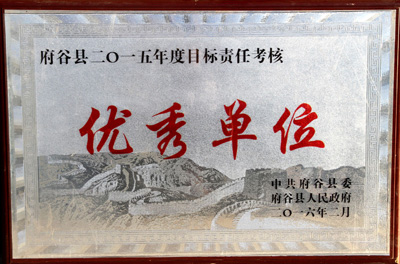 府谷县二〇一五年度目标责任考核
优秀单位
中共府谷县委
府谷县人民政府
二〇一六年二月